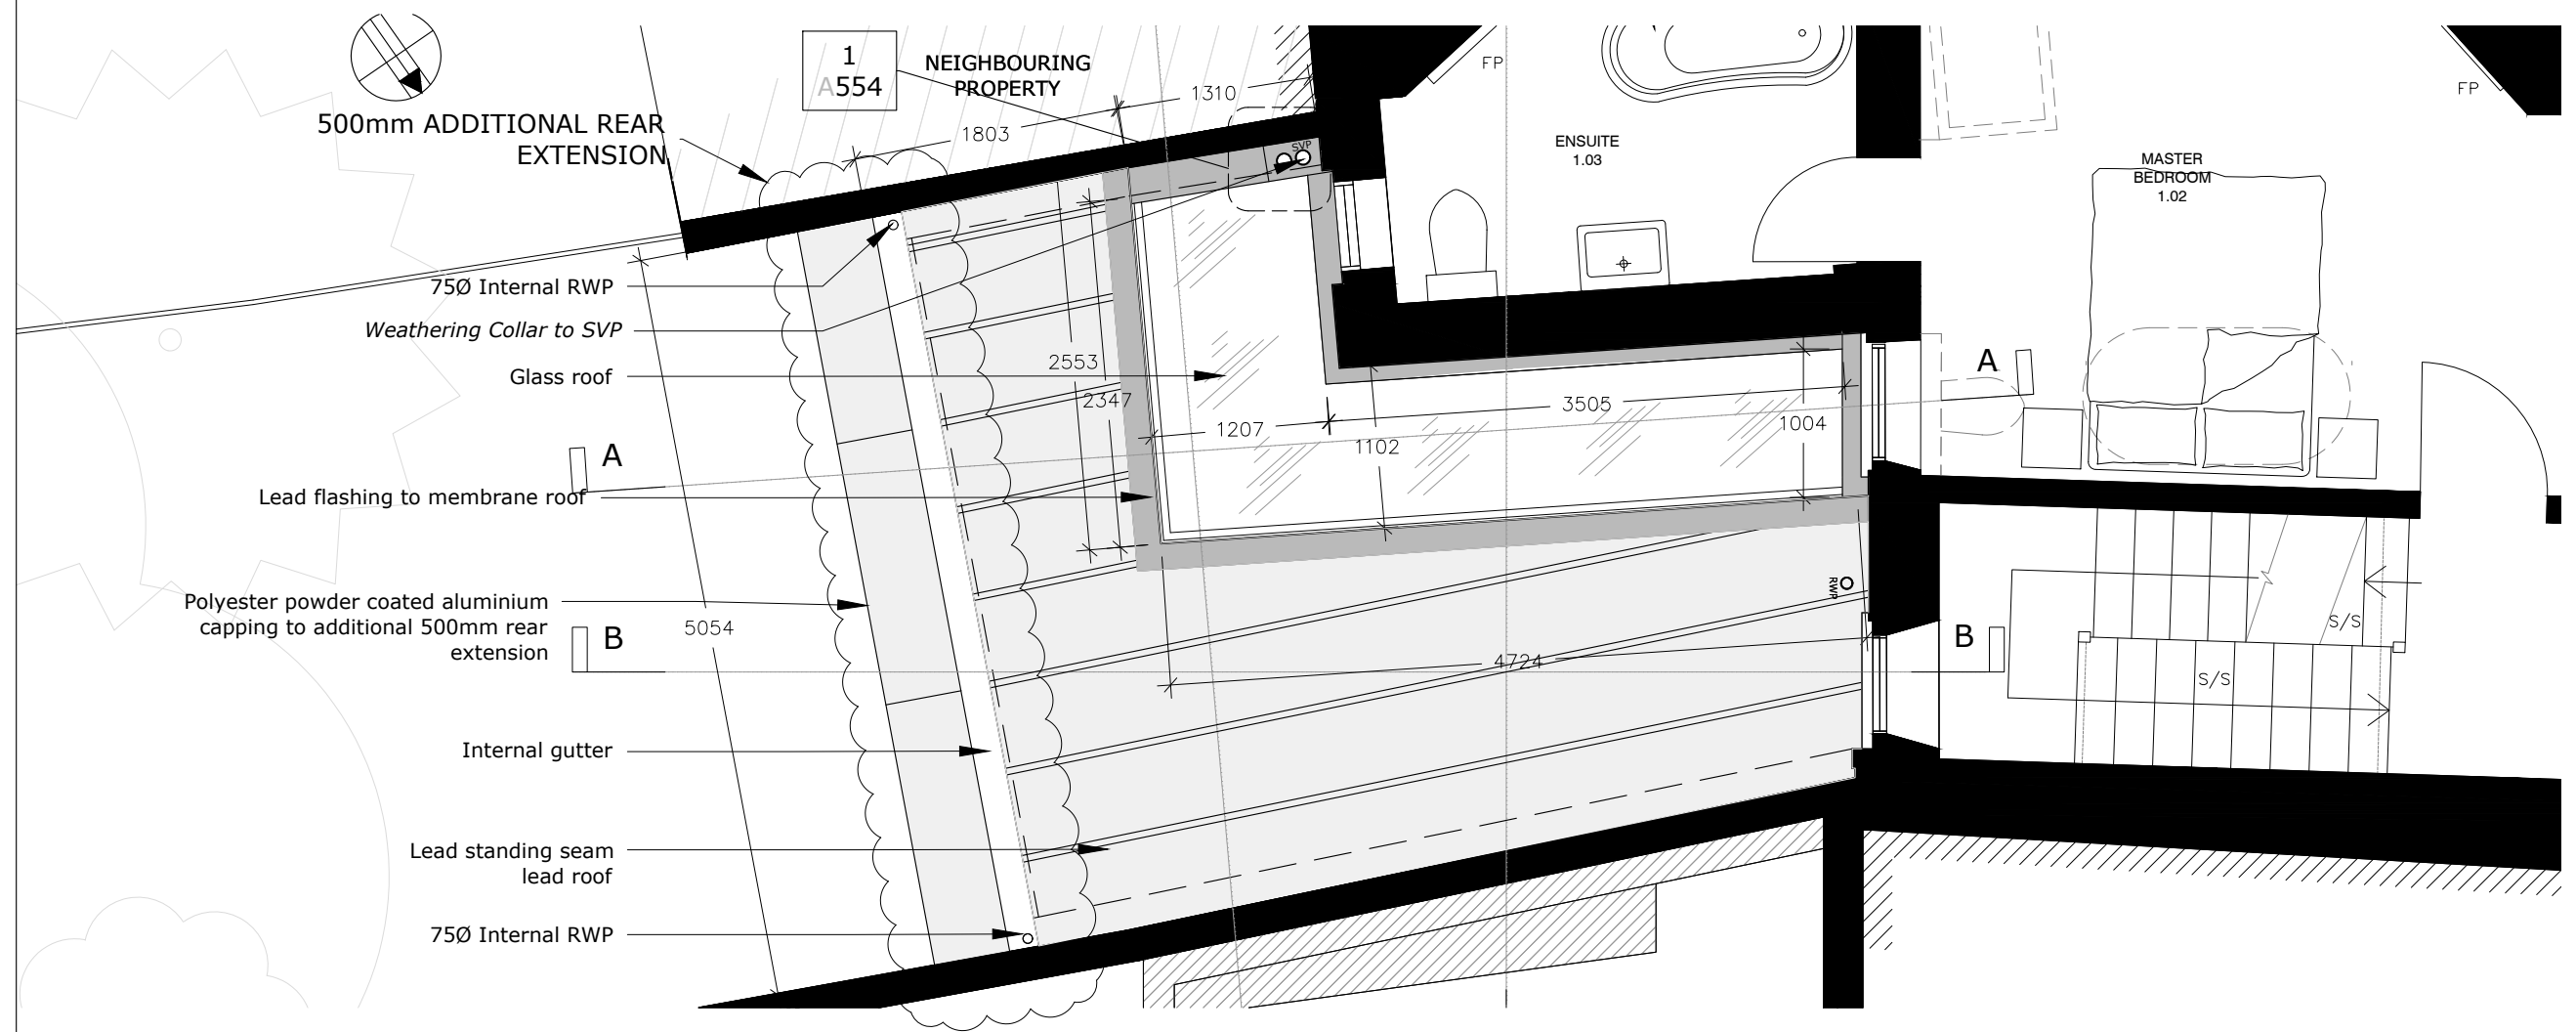 1
A554
NEIGHBOURING
PROPERTY
500mm ADDITIONAL REAR
EXTENSION
1803
1310
SVP
FP
FP
ENSUITE
1.03
MASTER
BEDROOM
1.02
75Ø Internal RWP
Weathering Collar to SVP
Glass roof
2553
2347
1207
3505
1102
1004
A
A
Lead flashing to membrane roof
Polyester powder coated aluminium
capping to additional 500mm rear
extension
5054
B
B
RWP
4724
S/S
S/S
Internal gutter
Lead standing seam
lead roof
75Ø Internal RWP